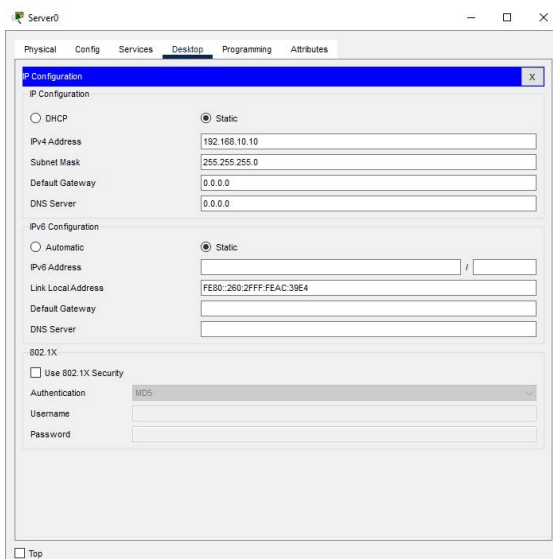 Server0
Physical Config Services Desktop Programming Attributes
IP Configuration X
IP Configuration
DHCP Static
IPv4 Address 192.168.10.10
Subnet Mask 255.255.255.0
Default Gateway 0.0.0.0
DNS Server 0.0.0.0
IPv6 Configuration
Automatic Static
IPv6 Address /
Link Local Address FE80::260:2FFF:FEAC:39E4
Default Gateway
DNS Server
802.1X
Use 802.1X Security
Authentication MD5
Username
Password
Top